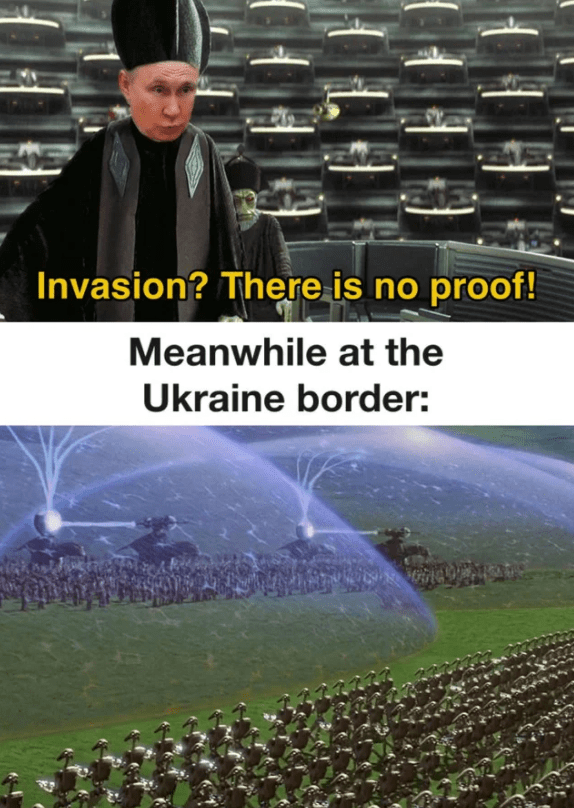 Invasion? There is no proof!
Meanwhile at the
Ukraine border: